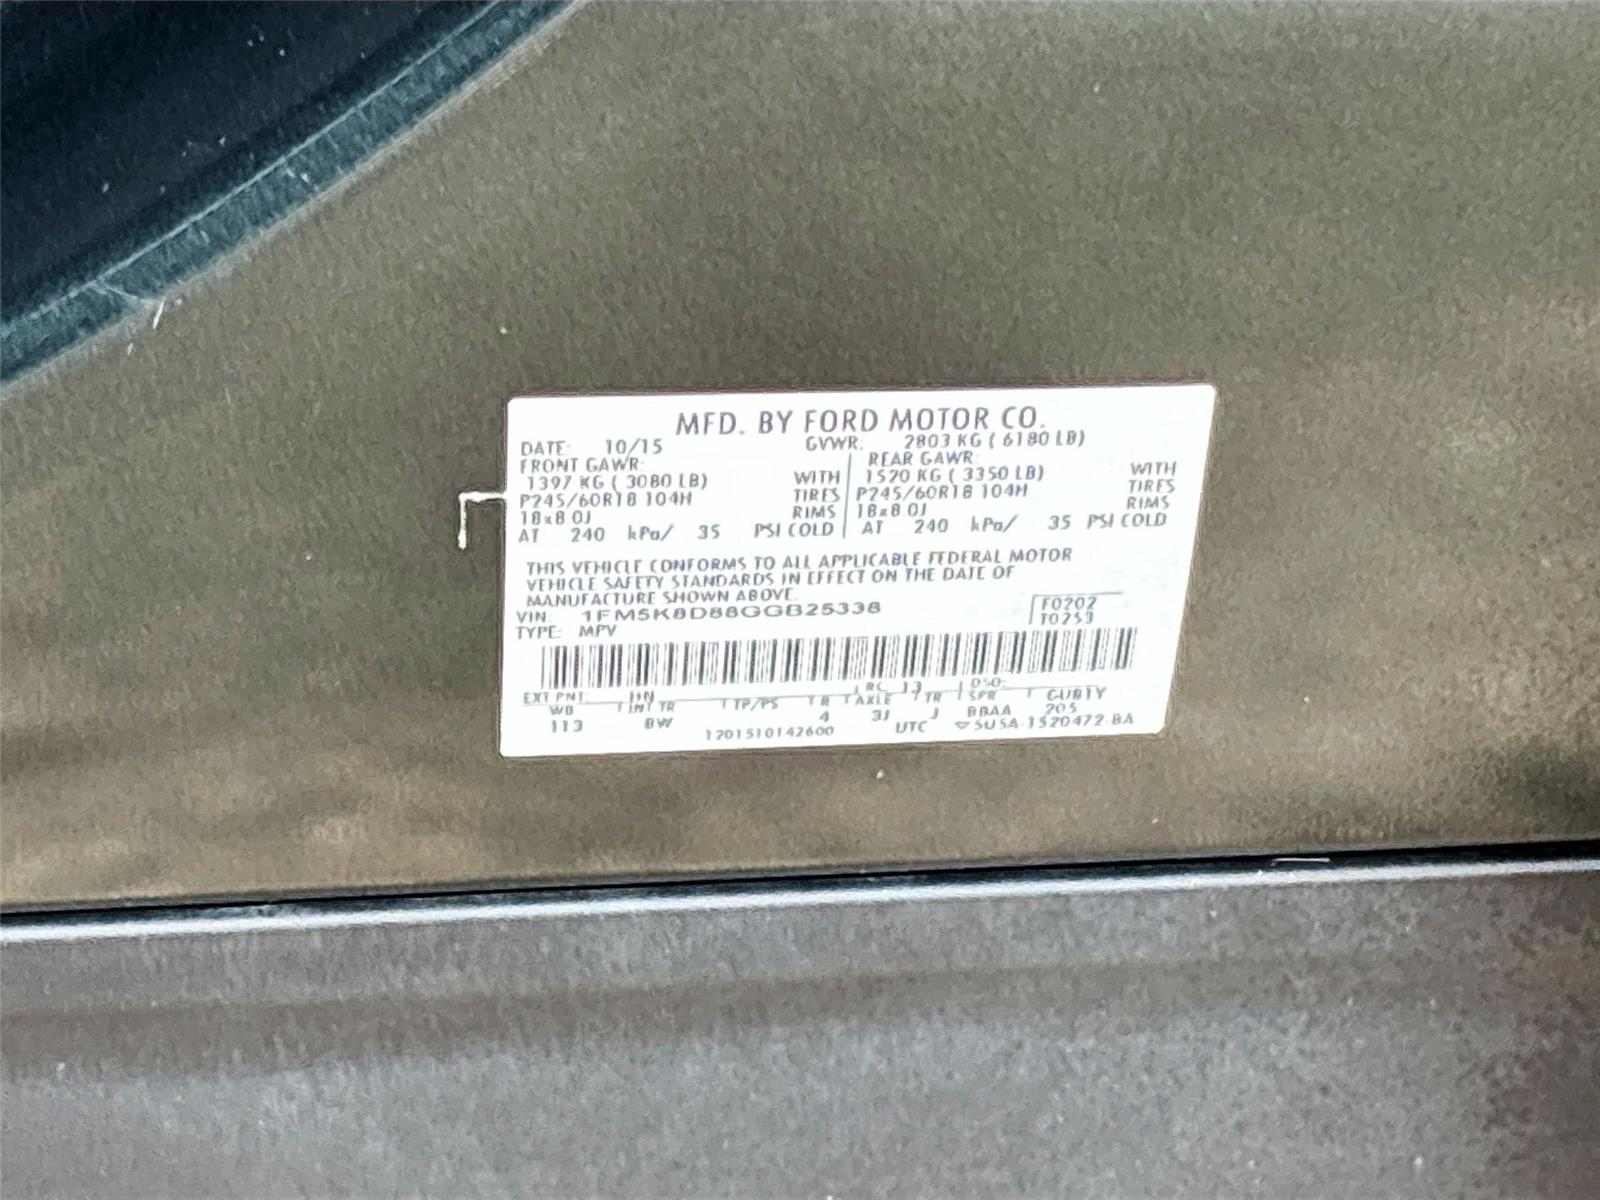 MFD. BY FORD MOTOR CO.
DATE: 10/15 GVWR: 2803 KG ( 6180 LB)
FRONT GAWR: REAR GAWR:
1397 KG ( 3080 LB) WITH 1520 KG ( 3350 LB) WITH
P245/60R18 104H TIRES P245/60R18 104H TIRES
18x8.0J RIMS 18x8.0J RIMS
AT 240 kPa/ 35 PSI COLD AT 240 kPa/ 35 PSI COLD
THIS VEHICLE CONFORMS TO ALL APPLICABLE FEDERAL MOTOR
VEHICLE SAFETY STANDARDS IN EFFECT ON THE DATE OF
MANUFACTURE SHOWN ABOVE.
VIN: 1FM5K8D88GGB25338 F0202
TYPE: MPV T0253
EXT PNT: RC: 13 DSO:
WB INT TR TP/PS R AXLE TR SPR
113 BW 4 3J J BBAA 205
1201510142600 UTC 5USA-1520472-BA